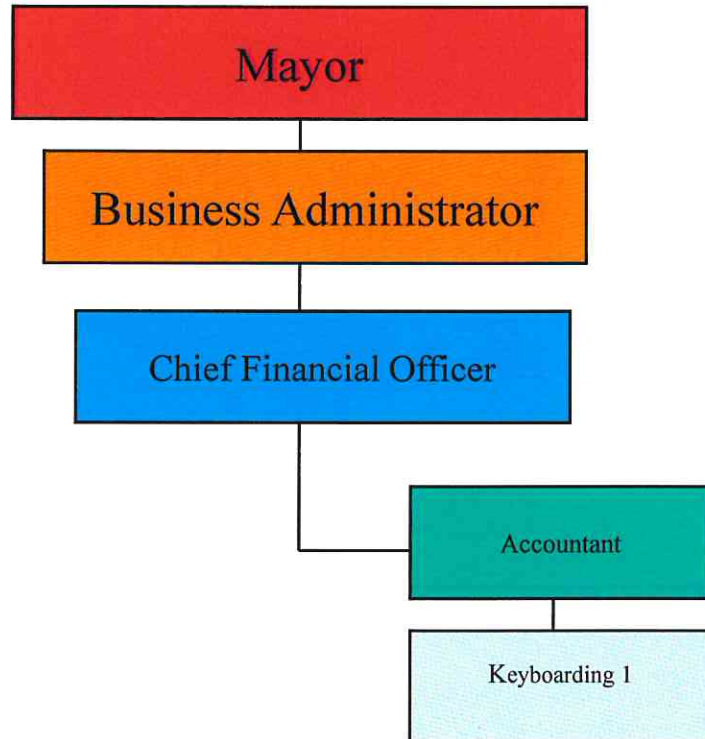 Mayor
Business Administrator
Chief Financial Officer
Accountant
Keyboarding 1